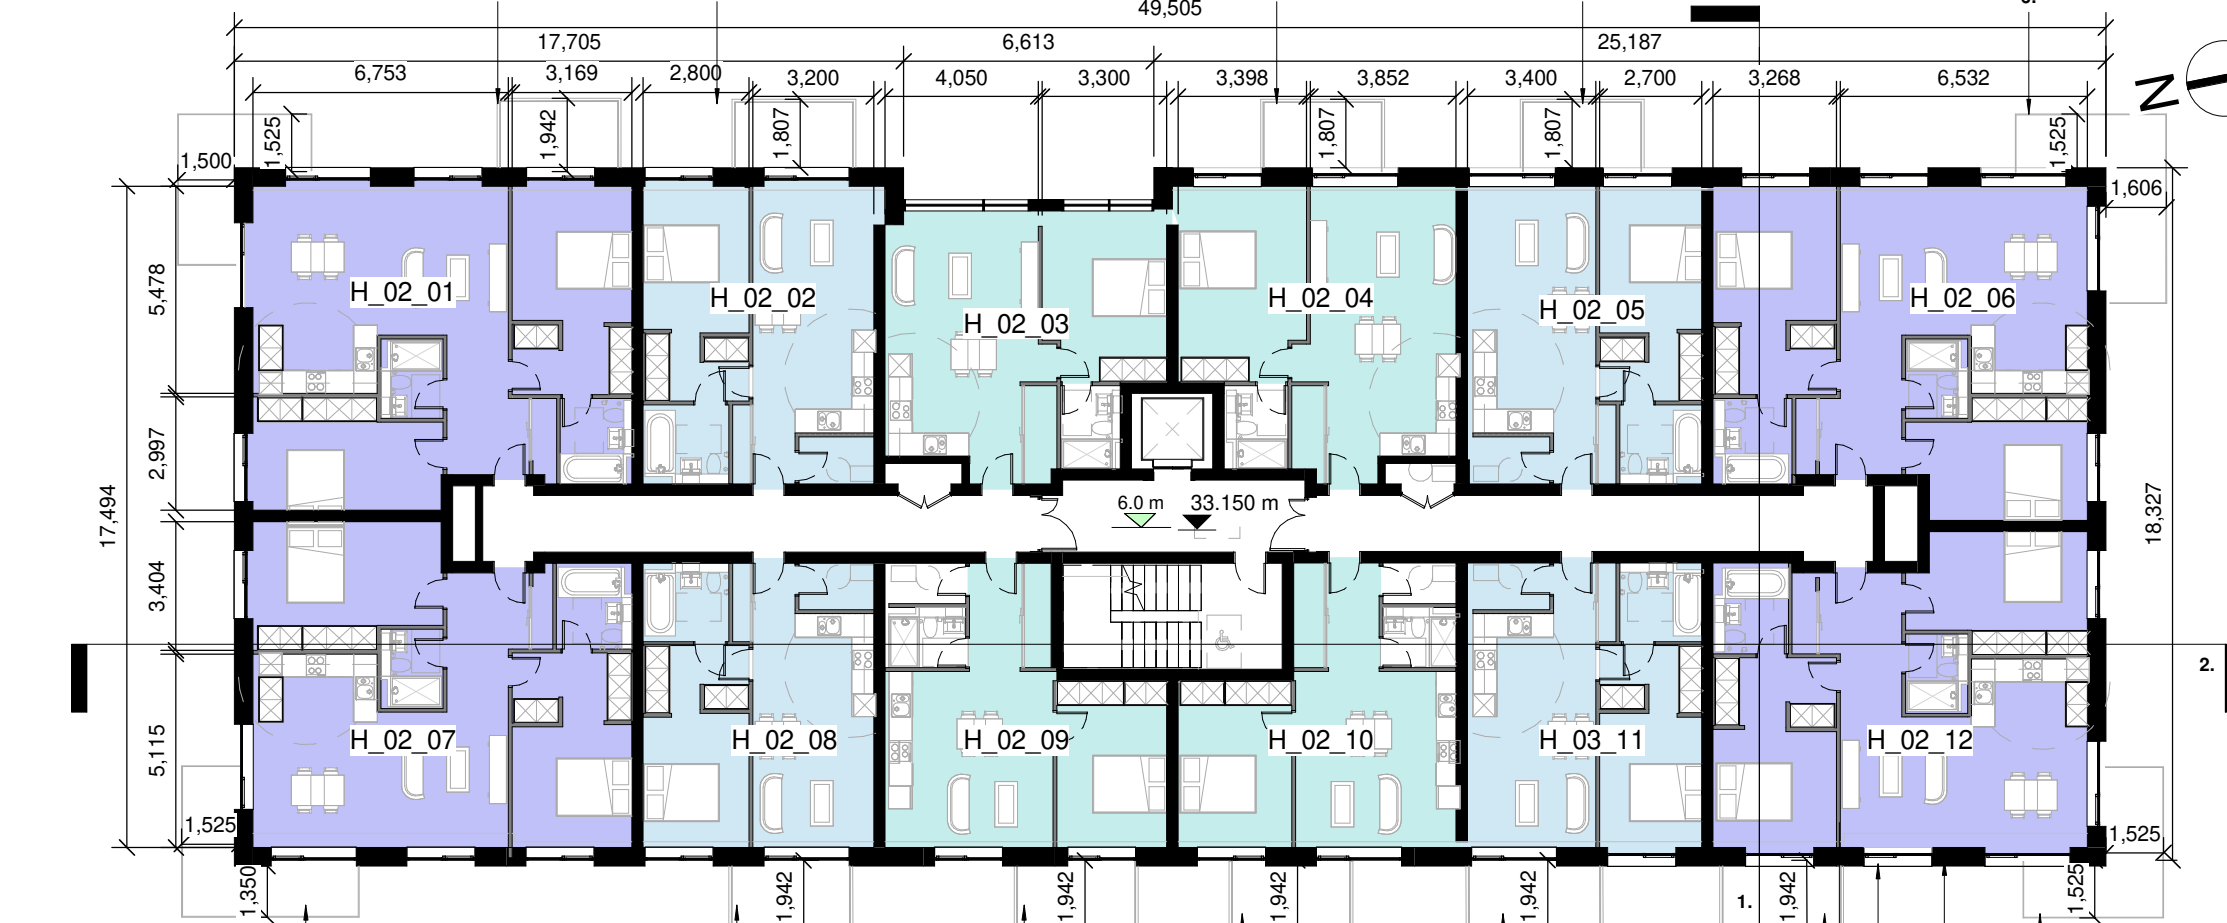 49,505
17,705
6,613
25,187
6,753
3,169
2,800
3,200
4,050
3,300
3,398
3,852
3,400
2,700
3,268
6,532
N
1,525
1,942
1,807
1,807
1,807
1,525
1,500
1,606
5,478
2,997
17,494
3,404
5,115
18,327
H_02_01
H_02_02
H_02_03
H_02_04
H_02_05
H_02_06
6.0 m
33.150 m
2.
H_02_07
H_02_08
H_02_09
H_02_10
H_03_11
H_02_12
1,525
1,525
1,350
1,942
1,942
1,942
1,942
1.
1,942
1,525